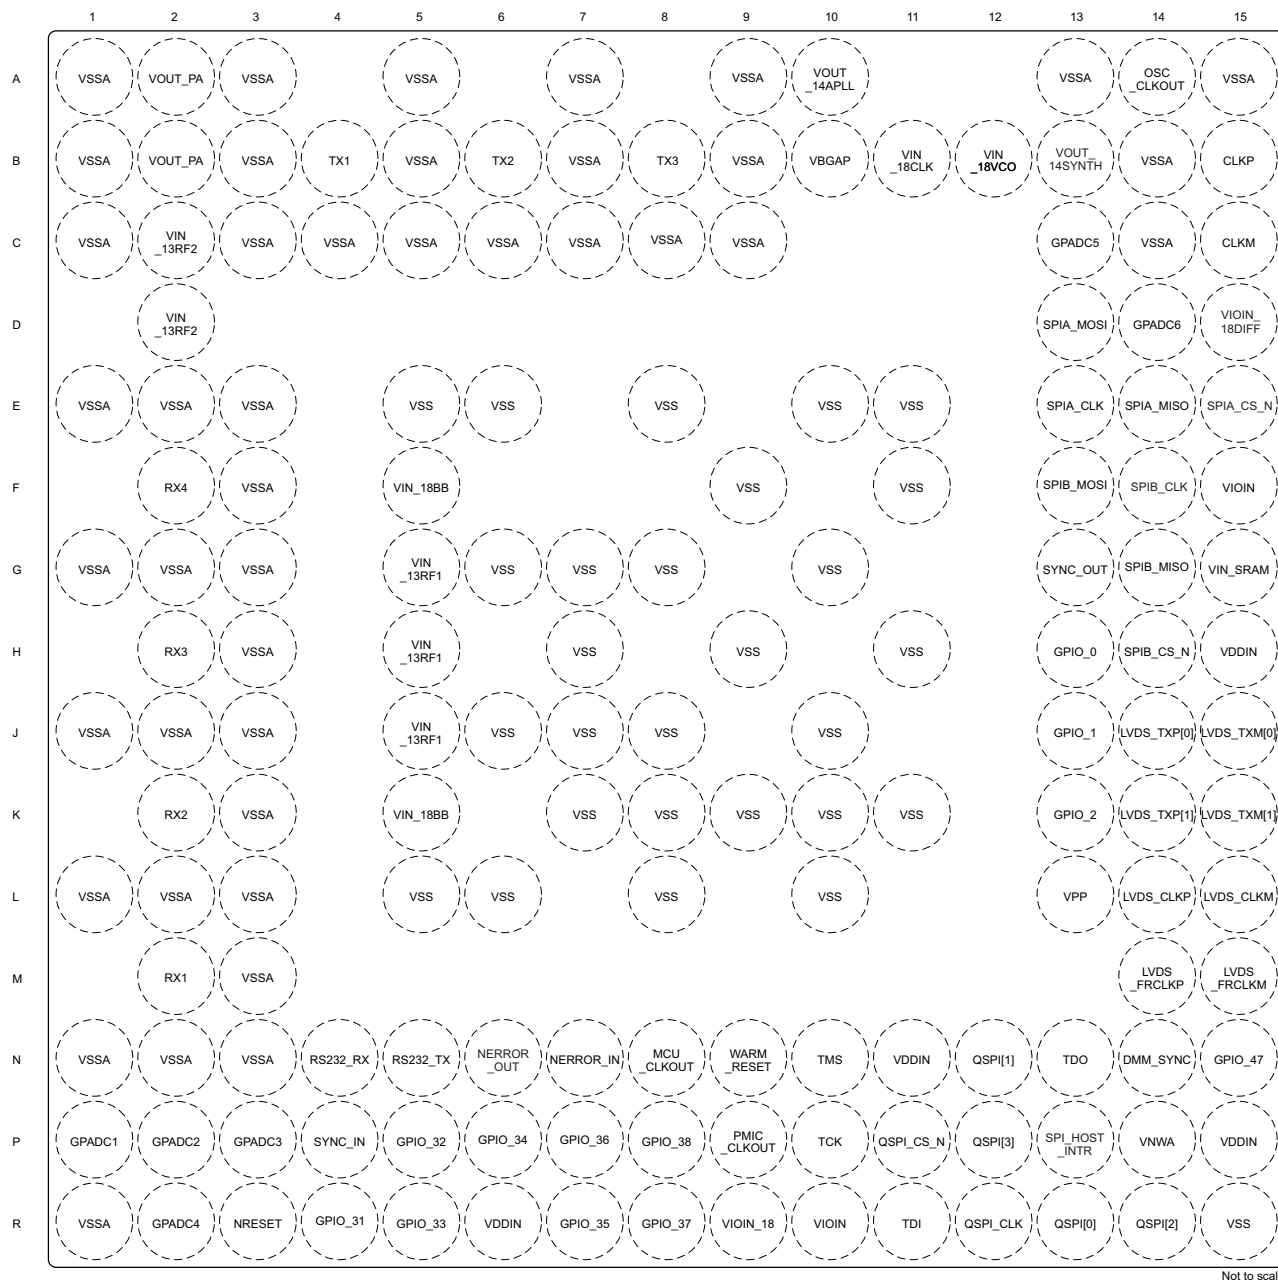 1 2 3 4 5 6 7 8 9 10 11 12 13 14 15
A VSSA VOUT_PA VSSA VSSA VSSA VSSA VOUT VSSA OSC VSSA
_14APLL _CLKOUT
B VSSA VOUT_PA VSSA TX1 VSSA TX2 VSSA TX3 VSSA VBGAP VIN VIN VOUT_ VSSA CLKP
_18CLK _18VCO 14SYNTH
C VSSA VIN VSSA VSSA VSSA VSSA VSSA VSSA VSSA GPADC5 VSSA CLKM
_13RF2
D VIN SPIA_MOSI GPADC6 VIOIN_
_13RF2 18DIFF
E VSSA VSSA VSSA VSS VSS VSS VSS VSS SPIA_CLK SPIA_MISO SPIA_CS_N
F RX4 VSSA VIN_18BB VSS VSS SPIB_MOSI SPIB_CLK VIOIN
G VSSA VSSA VSSA VIN VSS VSS VSS VSS SYNC_OUT SPIB_MISO VIN_SRAM
_13RF1
H RX3 VSSA VIN VSS VSS VSS GPIO_0 SPIB_CS_N VDDIN
_13RF1
J VSSA VSSA VSSA VIN VSS VSS VSS VSS GPIO_1 LVDS_TXP[0] LVDS_TXM[0]
_13RF1
K RX2 VSSA VIN_18BB VSS VSS VSS VSS VSS GPIO_2 LVDS_TXP[1] LVDS_TXM[1]
L VSSA VSSA VSSA VSS VSS VSS VSS VPP LVDS_CLKP LVDS_CLKM
M RX1 VSSA LVDS LVDS
_FRCLKP _FRCLKM
N VSSA VSSA VSSA RS232_RX RS232_TX NERROR NERROR_IN MCU WARM TMS VDDIN QSPI[1] TDO DMM_SYNC GPIO_47
_OUT _CLKOUT _RESET
P GPADC1 GPADC2 GPADC3 SYNC_IN GPIO_32 GPIO_34 GPIO_36 GPIO_38 PMIC TCK QSPI_CS_N QSPI[3] SPI_HOST VNWA VDDIN
_CLKOUT _INTR
R VSSA GPADC4 NRESET GPIO_31 GPIO_33 VDDIN GPIO_35 GPIO_37 VIOIN_18 VIOIN TDI QSPI_CLK QSPI[0] QSPI[2] VSS
Not to scal